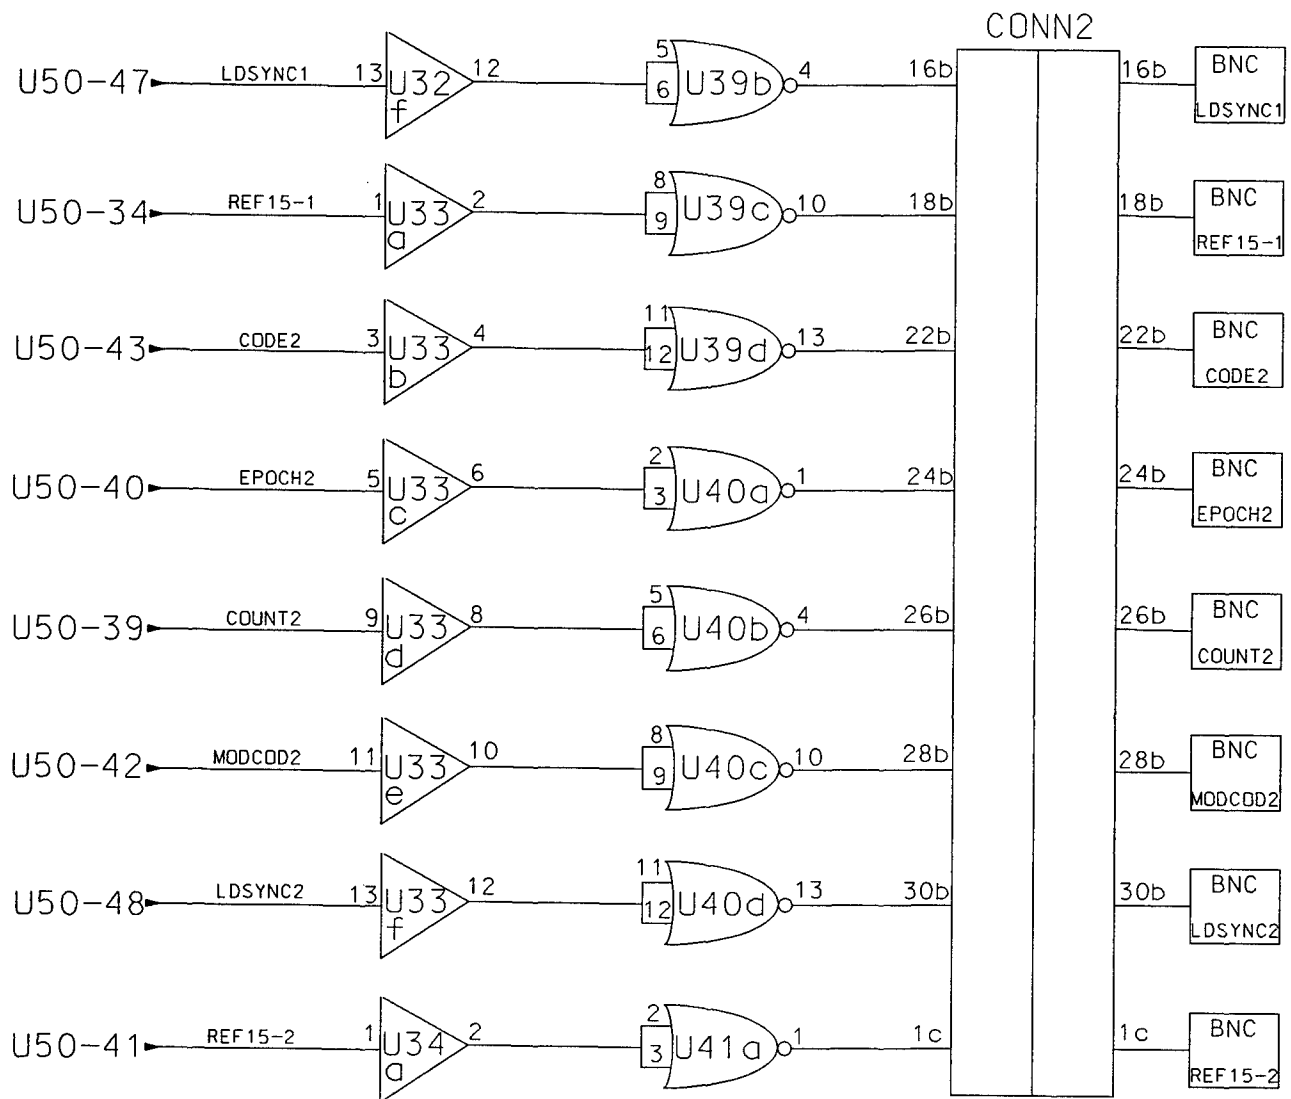 CONN2
U50-47 LDSYNC1 13 U32 f 12 5 6 U39b 4 16b 16b BNC LDSYNC1
U50-34 REF15-1 1 U33 a 2 8 9 U39c 10 18b 18b BNC REF15-1
U50-43 CODE2 3 U33 b 4 11 12 U39d 13 22b 22b BNC CODE2
U50-40 EPOCH2 5 U33 c 6 2 3 U40a 1 24b 24b BNC EPOCH2
U50-39 COUNT2 9 U33 d 8 5 6 U40b 4 26b 26b BNC COUNT2
U50-42 MODCOD2 11 U33 e 10 8 9 U40c 10 28b 28b BNC MODCOD2
U50-48 LDSYNC2 13 U33 f 12 11 12 U40d 13 30b 30b BNC LDSYNC2
U50-41 REF15-2 1 U34 a 2 2 3 U41a 1 1c 1c BNC REF15-2